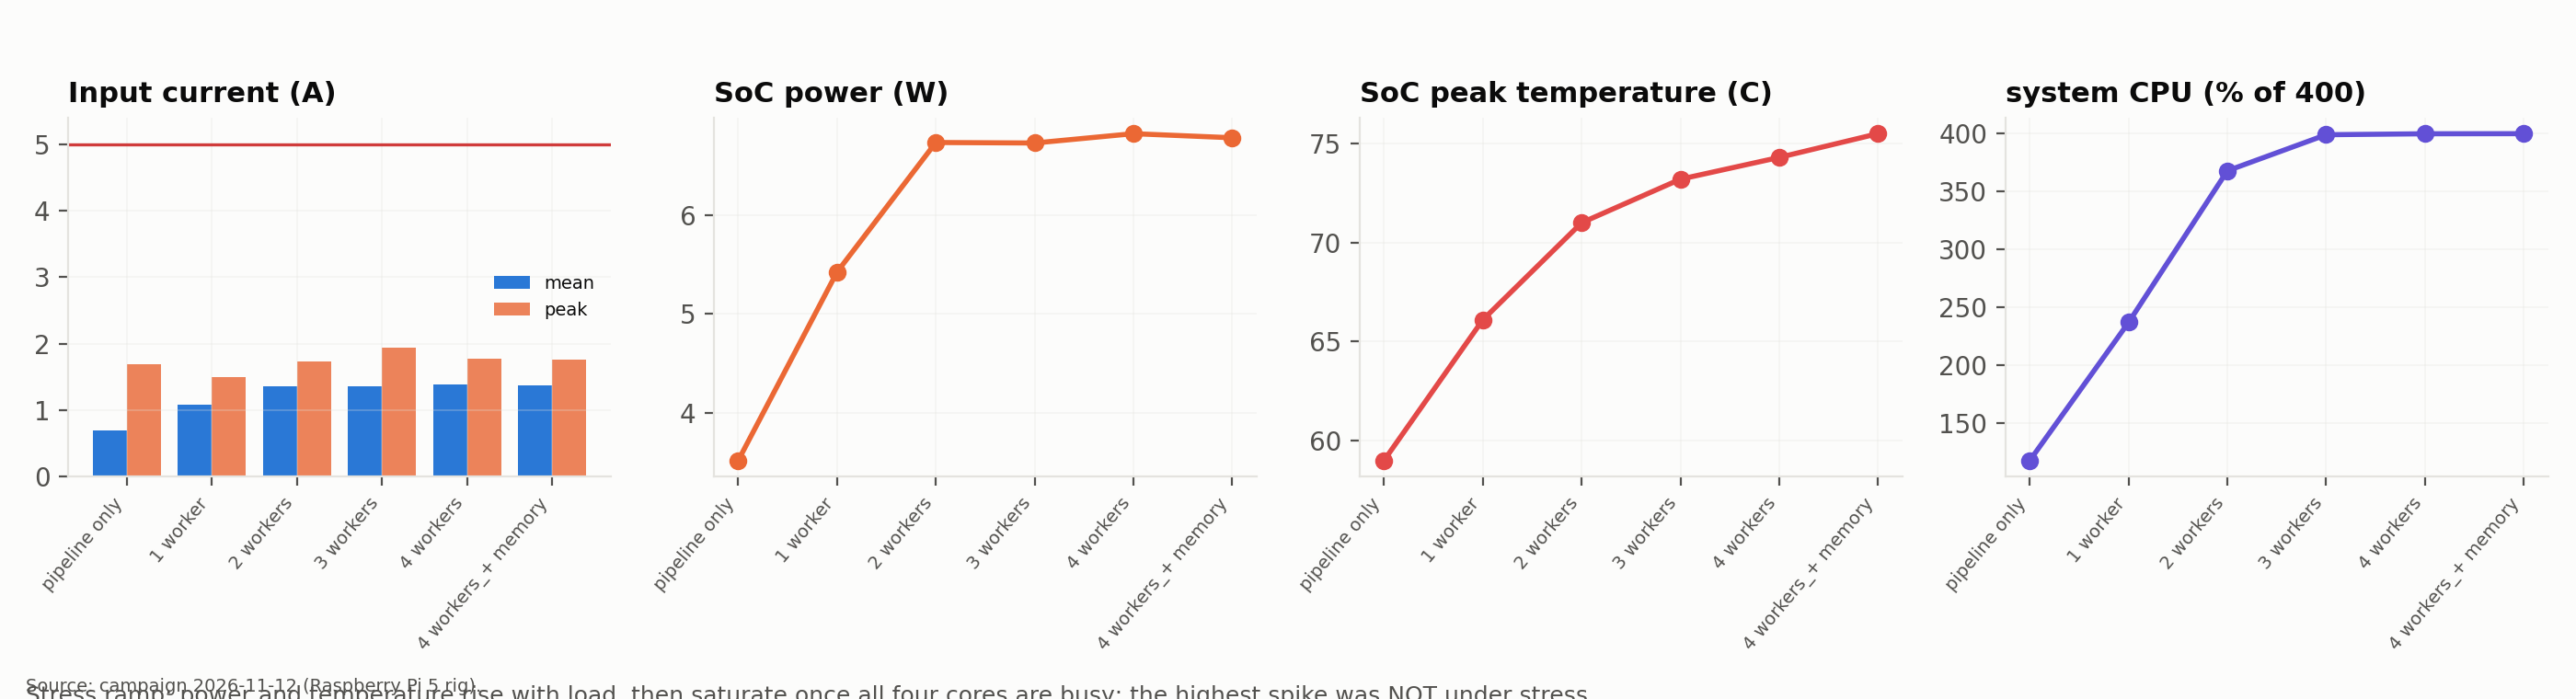 Input current (A)
5
4
3
2
1
0
mean
peak
pipeline only
1 worker
2 workers
3 workers
4 workers
4 workers_+ memory
SoC power (W)
6
5
4
pipeline only
1 worker
2 workers
3 workers
4 workers
4 workers_+ memory
SoC peak temperature (C)
75
70
65
60
pipeline only
1 worker
2 workers
3 workers
4 workers
4 workers_+ memory
system CPU (% of 400)
400
350
300
250
200
150
pipeline only
1 worker
2 workers
3 workers
4 workers
4 workers_+ memory
Source: campaign 2026-11-12 (Raspberry Pi 5 rig)
Stress ramp: power and temperature rise with load, then saturate once all four cores are busy; the highest spike was NOT under stress